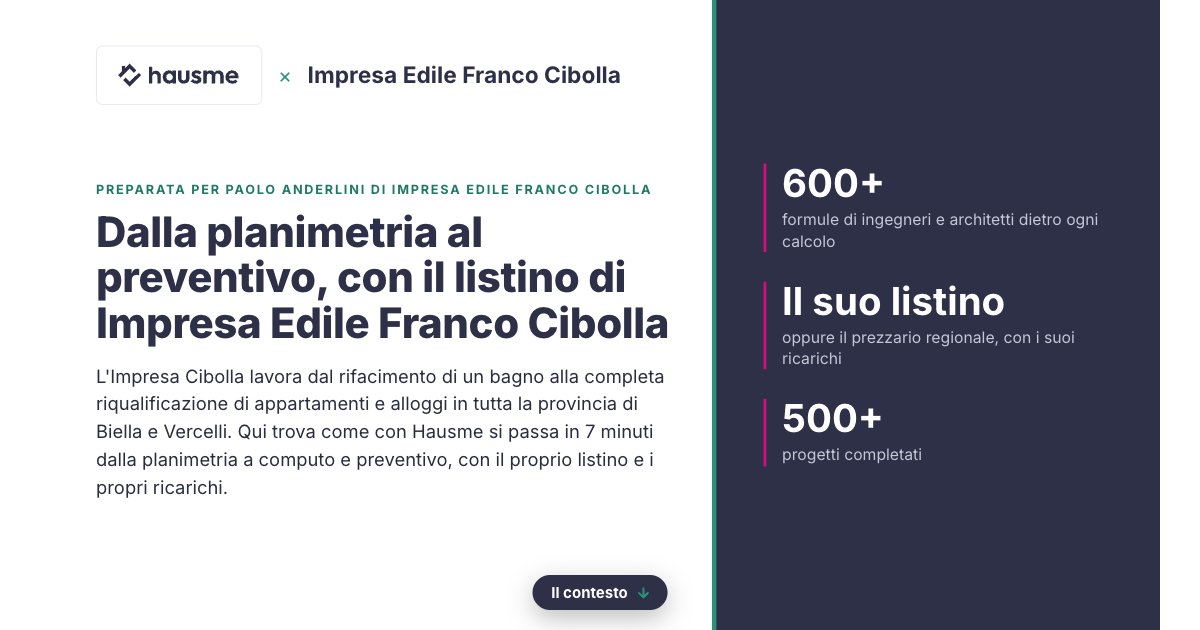 hausme × Impresa Edile Franco Cibolla
PREPARATA PER PAOLO ANDERLINI DI IMPRESA EDILE FRANCO CIBOLLA
Dalla planimetria al
preventivo, con il listino di
Impresa Edile Franco Cibolla
L'Impresa Cibolla lavora dal rifacimento di un bagno alla completa
riqualificazione di appartamenti e alloggi in tutta la provincia di
Biella e Vercelli. Qui trova come con Hausme si passa in 7 minuti
dalla planimetria a computo e preventivo, con il proprio listino e i
propri ricarichi.
Il contesto ↓
600+
formule di ingegneri e architetti dietro ogni
calcolo
Il suo listino
oppure il prezzario regionale, con i suoi
ricarichi
500+
progetti completati